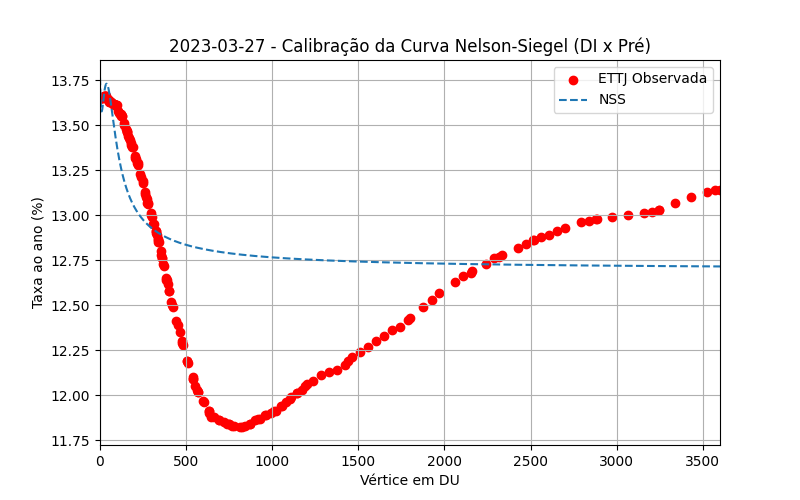 2023-03-27 - Calibração da Curva Nelson-Siegel (DI x Pré)
ETTJ Observada
NSS
Taxa ao ano (%)
13.75
13.50
13.25
13.00
12.75
12.50
12.25
12.00
11.75
0 500 1000 1500 2000 2500 3000 3500
Vértice em DU